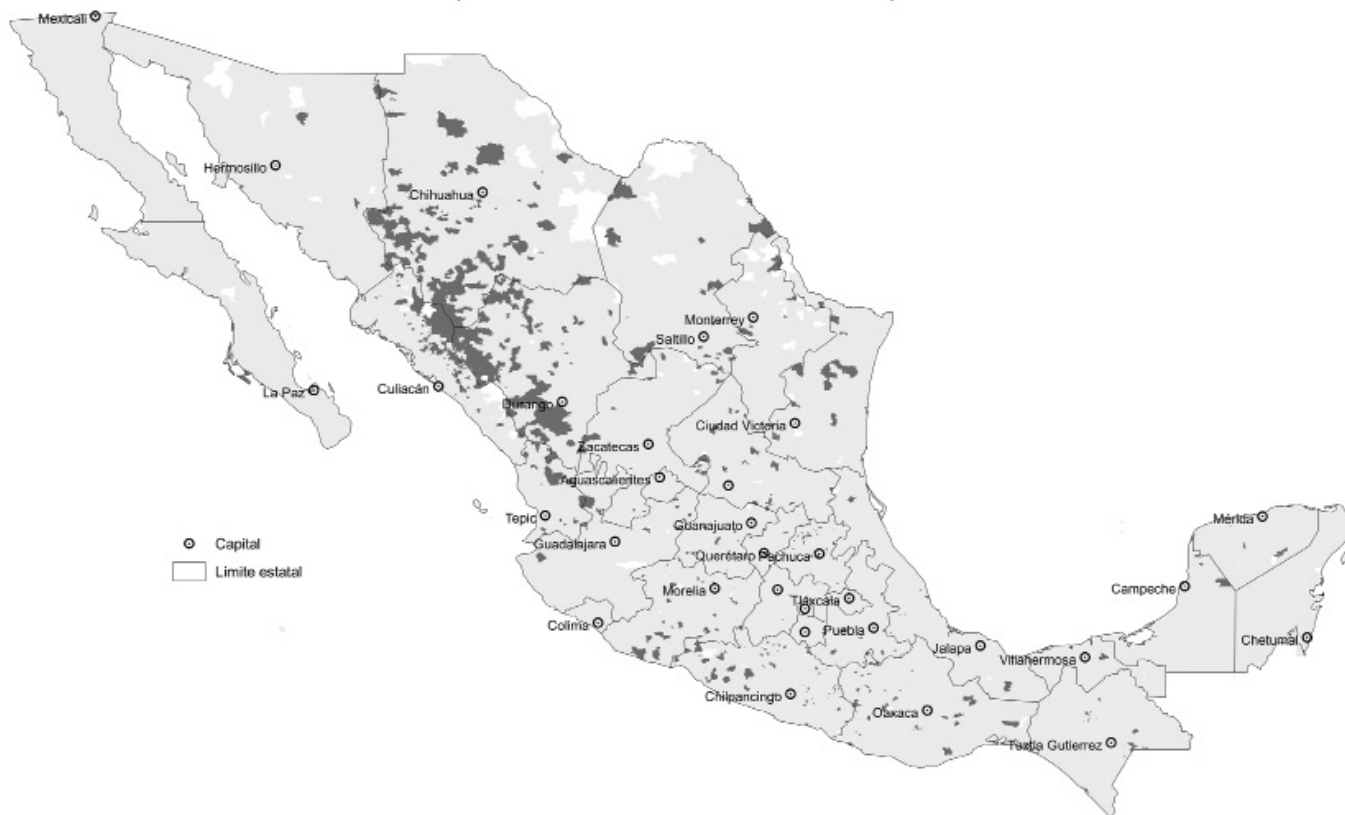 Mexicali
Hermosillo
Chihuahua
Monterrey
Saltillo
La Paz
Culiacán
Durango
Ciudad Victoria
Zacatecas
Aguascalientes
Tepic
Guanajuato
Guadalajara
Querétaro Pachuca
Mérida
Capital
Limite estatal
Morelia
Tlaxcala
Campeche
Colima
Puebla
Jalapa
Villahermosa
Chetumal
Chilpancingo
Oaxaca
Tuxtla Gutierrez